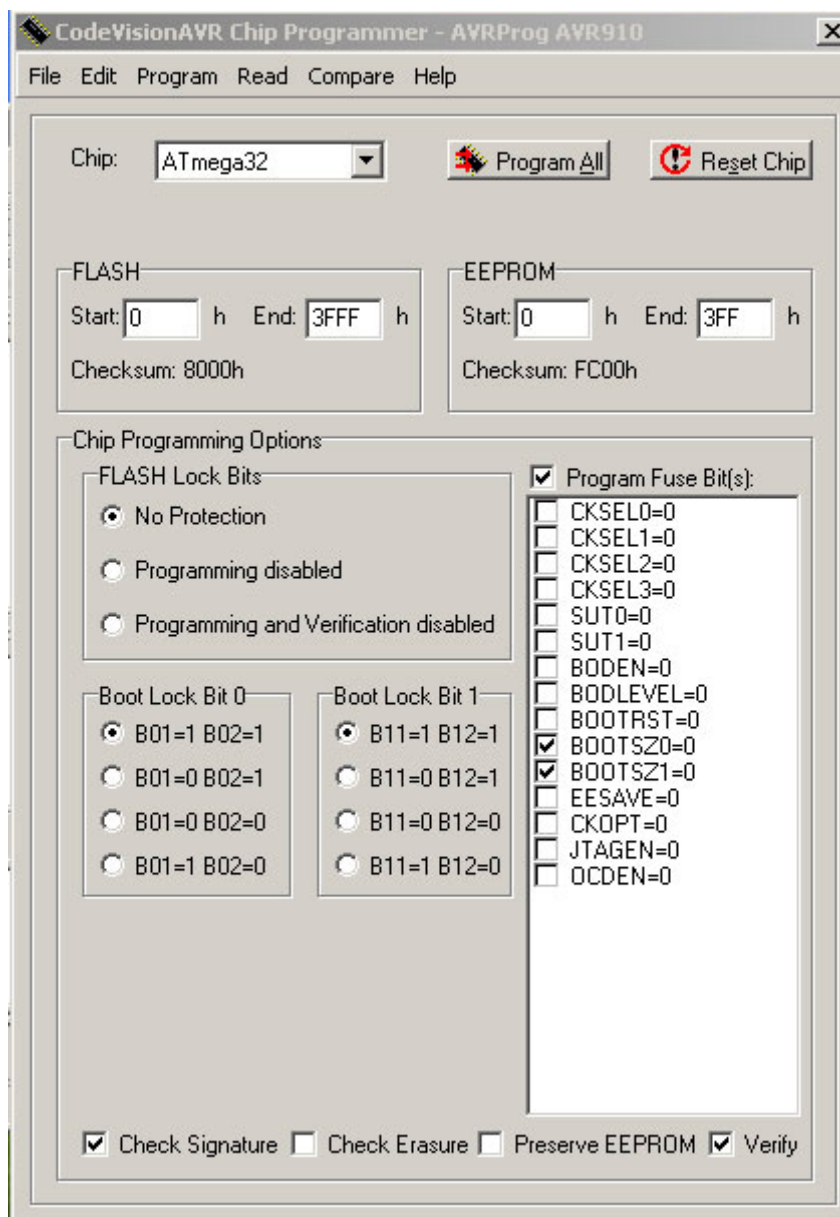 CodeVisionAVR Chip Programmer - AVRProg AVR910
File Edit Program Read Compare Help
Chip: ATmega32 Program All Reset Chip
FLASH
Start: 0 h End: 3FFF h
Checksum: 8000h
EEPROM
Start: 0 h End: 3FF h
Checksum: FC00h
Chip Programming Options
FLASH Lock Bits
No Protection
Programming disabled
Programming and Verification disabled
Boot Lock Bit 0
B01=1 B02=1
B01=0 B02=1
B01=0 B02=0
B01=1 B02=0
Boot Lock Bit 1
B11=1 B12=1
B11=0 B12=1
B11=0 B12=0
B11=1 B12=0
Program Fuse Bit(s):
CKSEL0=0
CKSEL1=0
CKSEL2=0
CKSEL3=0
SUT0=0
SUT1=0
BODEN=0
BODLEVEL=0
BOOTRST=0
BOOTSZ0=0
BOOTSZ1=0
EESAVE=0
CKOPT=0
JTAGEN=0
OCDEN=0
Check Signature Check Erasure Preserve EEPROM Verify